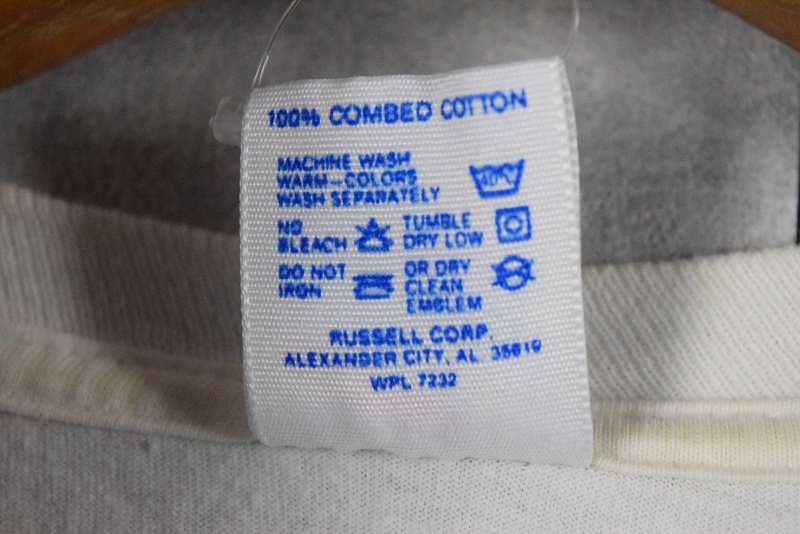 100% COMBED COTTON
MACHINE WASH
WARM-COLORS
WASH SEPARATELY
NO
BLEACH
TUMBLE
DRY LOW
DO NOT
IRON
OR DRY
CLEAN
EMBLEM
RUSSELL CORP.
ALEXANDER CITY, AL 35010
WPL 7232